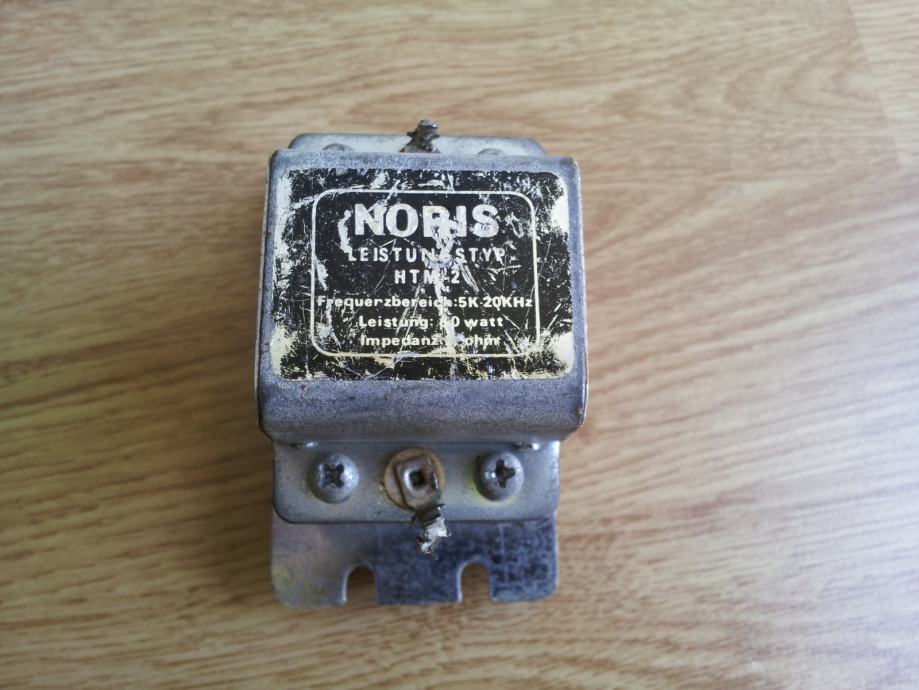 NORIS
LEISTUNGSTYP
HTM-2
Frequenzbereich:5K-20KHz
Leistung: watt
Impedanz: ohm